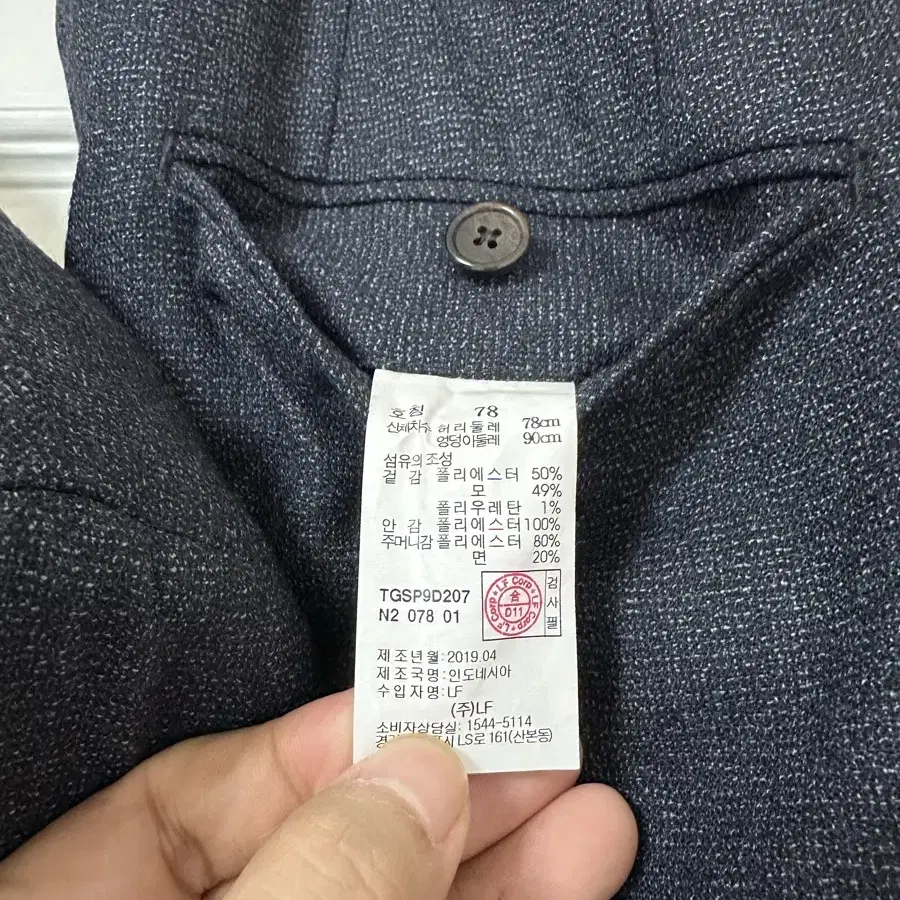 호칭 78
신체치수 허리둘레 78cm
엉덩이둘레 90cm
섬유의조성
겉감 폴리에스터 50%
모 49%
폴리우레탄 1%
안감 폴리에스터 100%
주머니감 폴리에스터 80%
면 20%
TGSP9D207
N2 078 01
LF Corp LF Corp LF Corp
合
D11
검사필
제조년월:2019.04
제조국명:인도네시아
수입자명:LF
(주)LF
소비자상담실: 1544-5114
LS로 161(산본동)